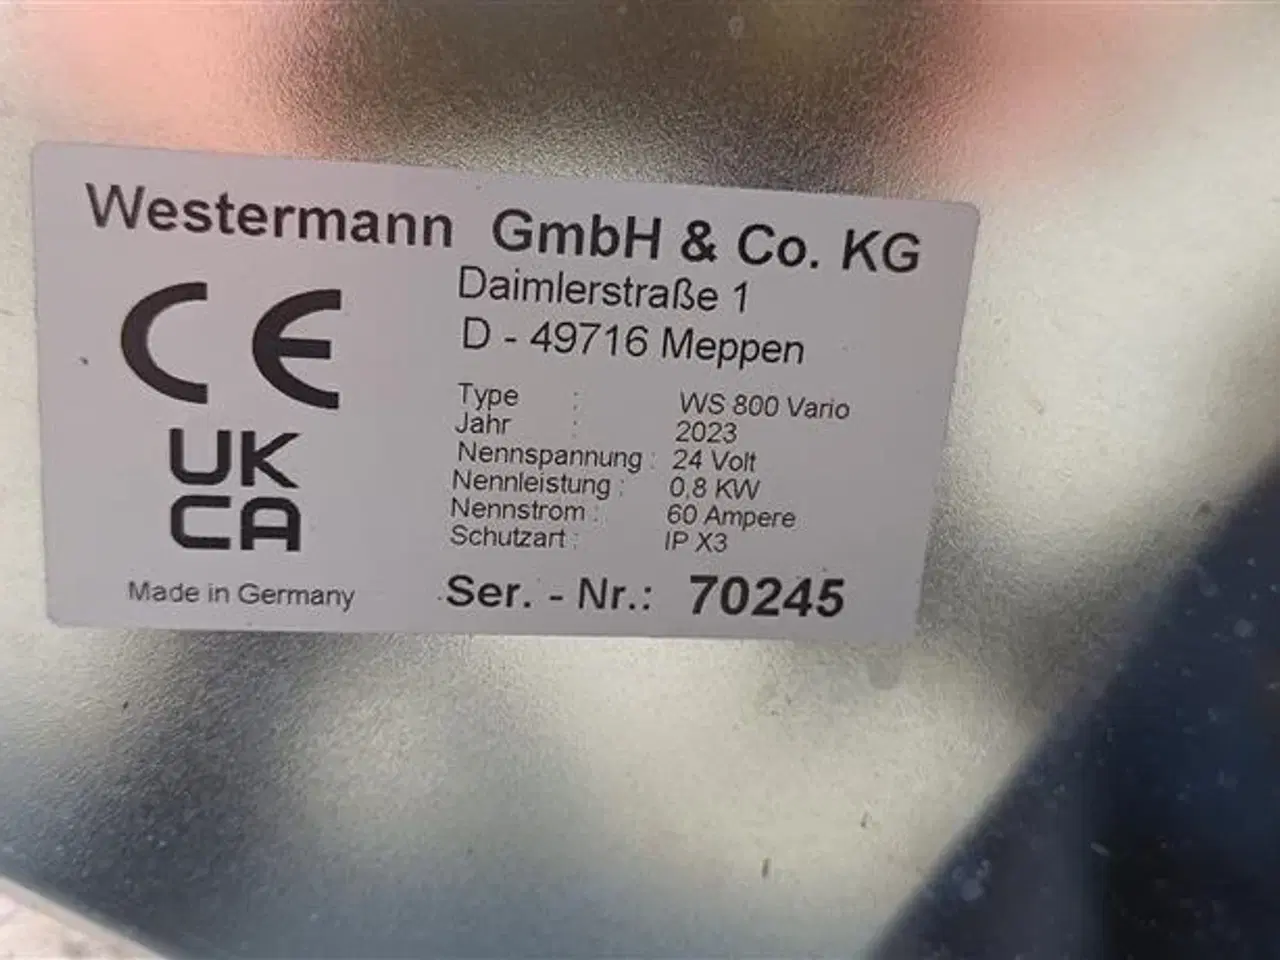 Westermann GmbH & Co. KG
Daimlerstraße 1
D - 49716 Meppen
CE
UK
CA
Made in Germany
Type : WS 800 Vario
Jahr : 2023
Nennspannung : 24 Volt
Nennleistung : 0,8 KW
Nennstrom : 60 Ampere
Schutzart : IP X3
Ser. - Nr.: 70245